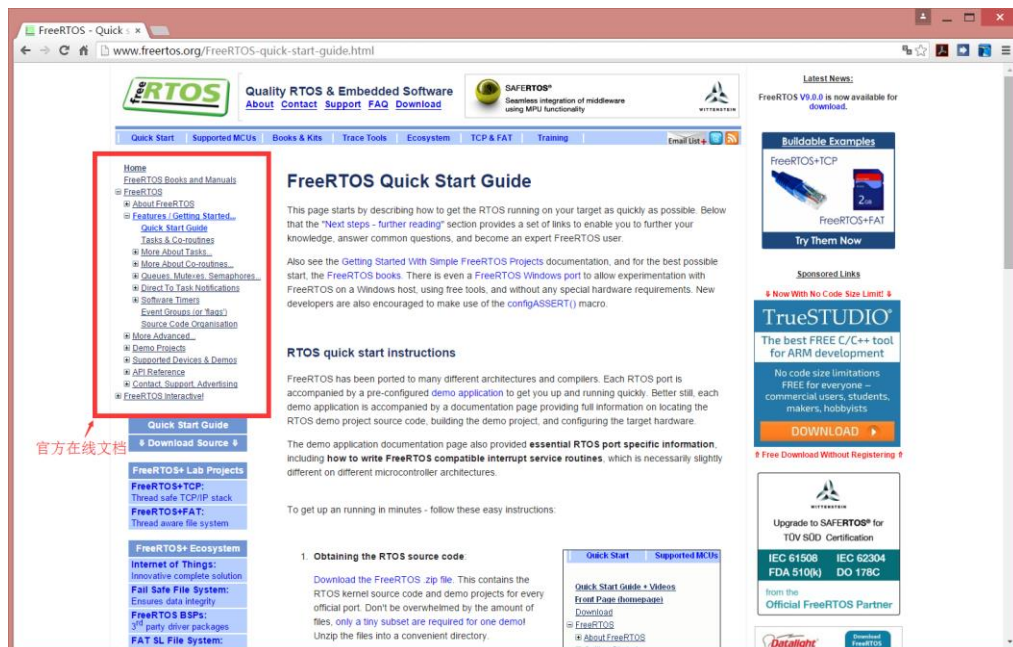 FreeRTOS - Quick s
www.freertos.org/FreeRTOS-quick-start-guide.html
free RTOS
Quality RTOS & Embedded Software
About Contact Support FAQ Download
SAFERTOS®
Seamless integration of middleware
using MPU functionality
WITTENSTEIN
Quick Start
Supported MCUs
Books & Kits
Trace Tools
Ecosystem
TCP & FAT
Training
Email List
Home
FreeRTOS Books and Manuals
FreeRTOS
About FreeRTOS
Features / Getting Started...
Quick Start Guide
Tasks & Co-routines
More About Tasks...
More About Co-routines...
Queues, Mutexes, Semaphores...
Direct To Task Notifications
Software Timers
Event Groups (or 'flags')
Source Code Organisation
More Advanced...
Demo Projects
Supported Devices & Demos
API Reference
Contact, Support, Advertising
FreeRTOS Interactive!
官方在线文档
Quick Start Guide
⇓ Download Source ⇓
FreeRTOS+ Lab Projects
FreeRTOS+TCP:
Thread safe TCP/IP stack
FreeRTOS+FAT:
Thread aware file system
FreeRTOS+ Ecosystem
Internet of Things:
Innovative complete solution
Fail Safe File System:
Ensures data integrity
FreeRTOS BSPs:
3rd party driver packages
FAT SL File System:
FreeRTOS Quick Start Guide
This page starts by describing how to get the RTOS running on your target as quickly as possible. Below
that the "Next steps - further reading" section provides a set of links to enable you to further your
knowledge, answer common questions, and become an expert FreeRTOS user.
Also see the Getting Started With Simple FreeRTOS Projects documentation, and for the best possible
start, the FreeRTOS books. There is even a FreeRTOS Windows port to allow experimentation with
FreeRTOS on a Windows host, using free tools, and without any special hardware requirements. New
developers are also encouraged to make use of the configASSERT() macro.
RTOS quick start instructions
FreeRTOS has been ported to many different architectures and compilers. Each RTOS port is
accompanied by a pre-configured demo application to get you up and running quickly. Better still, each
demo application is accompanied by a documentation page providing full information on locating the
RTOS demo project source code, building the demo project, and configuring the target hardware.
The demo application documentation page also provided essential RTOS port specific information,
including how to write FreeRTOS compatible interrupt service routines, which is necessarily slightly
different on different microcontroller architectures.
To get up an running in minutes - follow these easy instructions:
1. Obtaining the RTOS source code:
Download the FreeRTOS .zip file. This contains the
RTOS kernel source code and demo projects for every
official port. Don't be overwhelmed by the amount of
files, only a tiny subset are required for one demo!
Unzip the files into a convenient directory.
Quick Start
Supported MCUs
Quick Start Guide + Videos
Front Page (homepage)
Download
FreeRTOS
About FreeRTOS
Latest News:
FreeRTOS V9.0.0 is now available for
download.
Buildable Examples
FreeRTOS+TCP
2GB
FreeRTOS+FAT
Try Them Now
Sponsored Links
⇓ Now With No Code Size Limit! ⇓
TrueSTUDIO®
The best FREE C/C++ tool
for ARM development
No code size limitations
FREE for everyone –
commercial users, students,
makers, hobbyists
DOWNLOAD
⇑ Free Download Without Registering ⇑
WITTENSTEIN
Upgrade to SAFERTOS® for
TÜV SÜD Certification
IEC 61508 IEC 62304
FDA 510(k) DO 178C
from the
Official FreeRTOS Partner
Datalight
Download
FreeRTOS